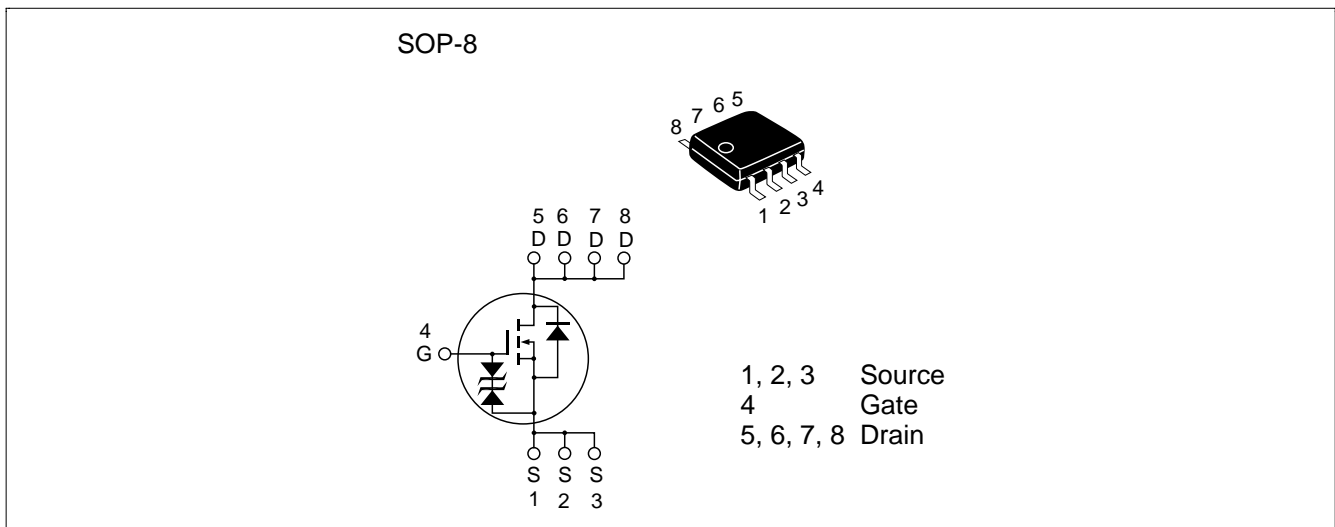 SOP-8
8 7 6 5
1 2 3 4
5 6 7 8
D D D D
4
G
S S S
1 2 3
1, 2, 3 Source
4 Gate
5, 6, 7, 8 Drain